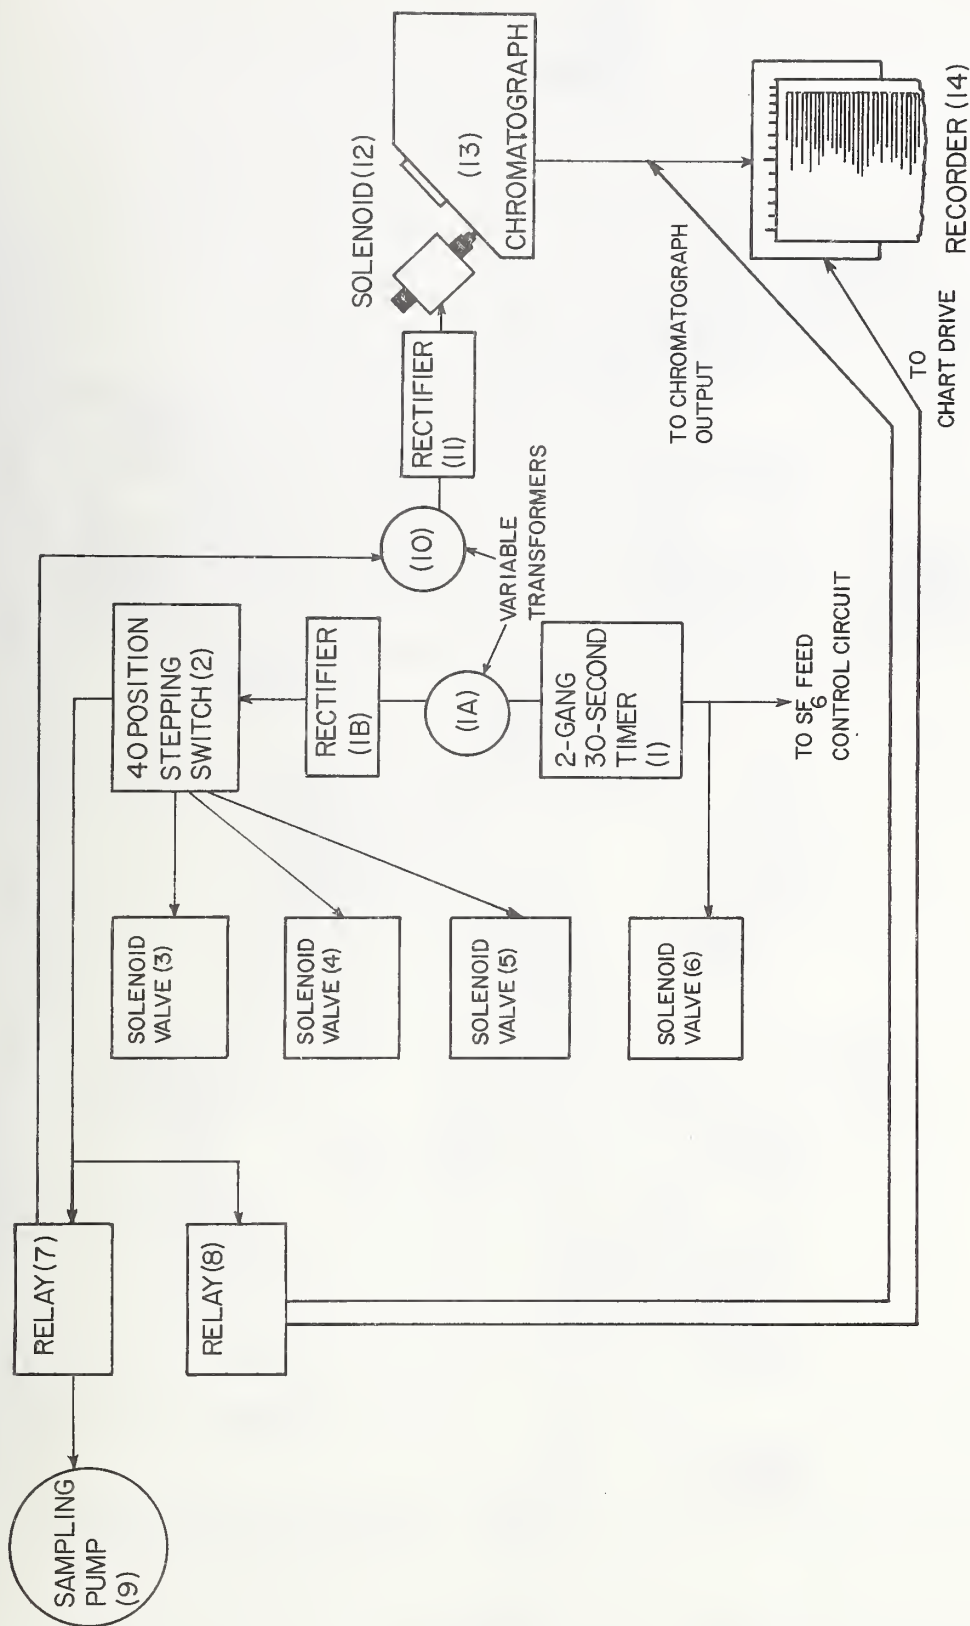 SAMPLING
PUMP
(9)
RELAY (7)
RELAY (8)
40 POSITION
STEPPING
SWITCH (2)
SOLENOID
VALVE (3)
SOLENOID
VALVE (4)
SOLENOID
VALVE (5)
SOLENOID
VALVE (6)
RECTIFIER
(1B)
(1A)
2-GANG
30-SECOND
TIMER
(1)
VARIABLE
TRANSFORMERS
(10)
RECTIFIER
(11)
SOLENOID (12)
(13)
CHROMATOGRAPH
TO SF6 FEED
CONTROL CIRCUIT
TO CHROMATOGRAPH
OUTPUT
TO
CHART DRIVE
RECORDER (14)